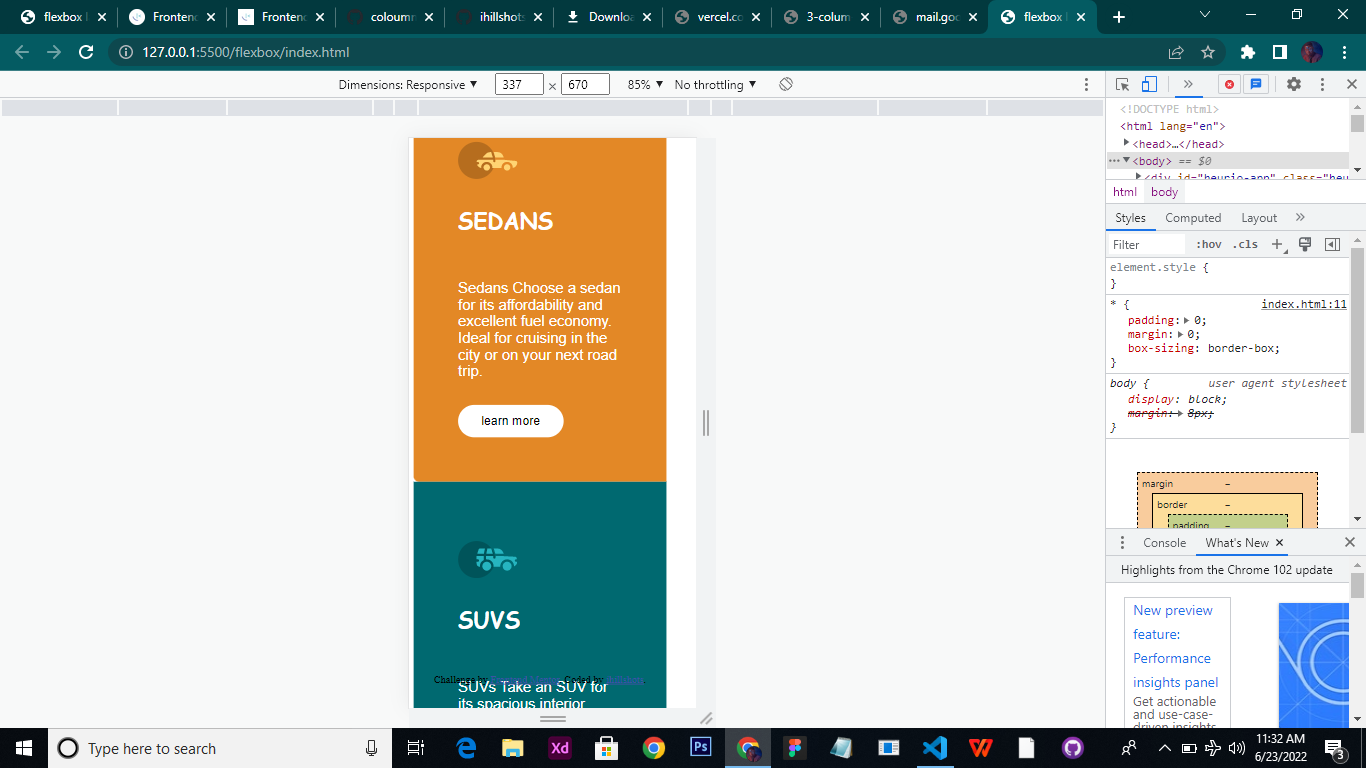 flexbox
Frontend
Frontend
coloumn
ihillshots
Downloa
vercel.co
3-colum
mail.goo
flexbox
127.0.0.1:5500/flexbox/index.html
Dimensions: Responsive 337 × 670 85% No throttling
<!DOCTYPE html>
<html lang="en">
<head>…</head>
<body> == $0
<div id="heurio-app" class="heu
html body
Styles Computed Layout
Filter :hov .cls
element.style {
}
* { index.html:11
padding: 0;
margin: 0;
box-sizing: border-box;
}
body { user agent stylesheet
display: block;
margin: 8px;
}
margin –
border –
padding –
Console What's New
Highlights from the Chrome 102 update
New preview
feature:
Performance
insights panel
Get actionable
and use-case-
driven insights
SEDANS
Sedans Choose a sedan
for its affordability and
excellent fuel economy.
Ideal for cruising in the
city or on your next road
trip.
learn more
SUVS
Challenge by Coded by
SUVs Take an SUV for
its spacious interior
Type here to search
Xd
Ps
11:32 AM
6/23/2022
3